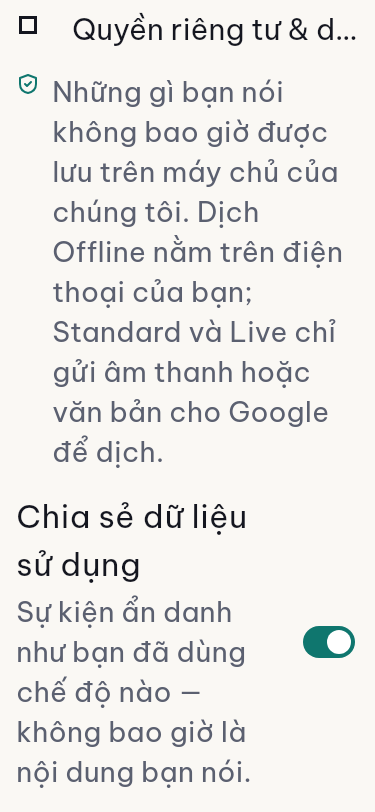 Quyền riêng tư & d...
Những gì bạn nói
không bao giờ được
lưu trên máy chủ của
chúng tôi. Dịch
Offline nằm trên điện
thoại của bạn;
Standard và Live chỉ
gửi âm thanh hoặc
văn bản cho Google
để dịch.
Chia sẻ dữ liệu
sử dụng
Sự kiện ẩn danh
như bạn đã dùng
chế độ nào —
không bao giờ là
nội dung bạn nói.